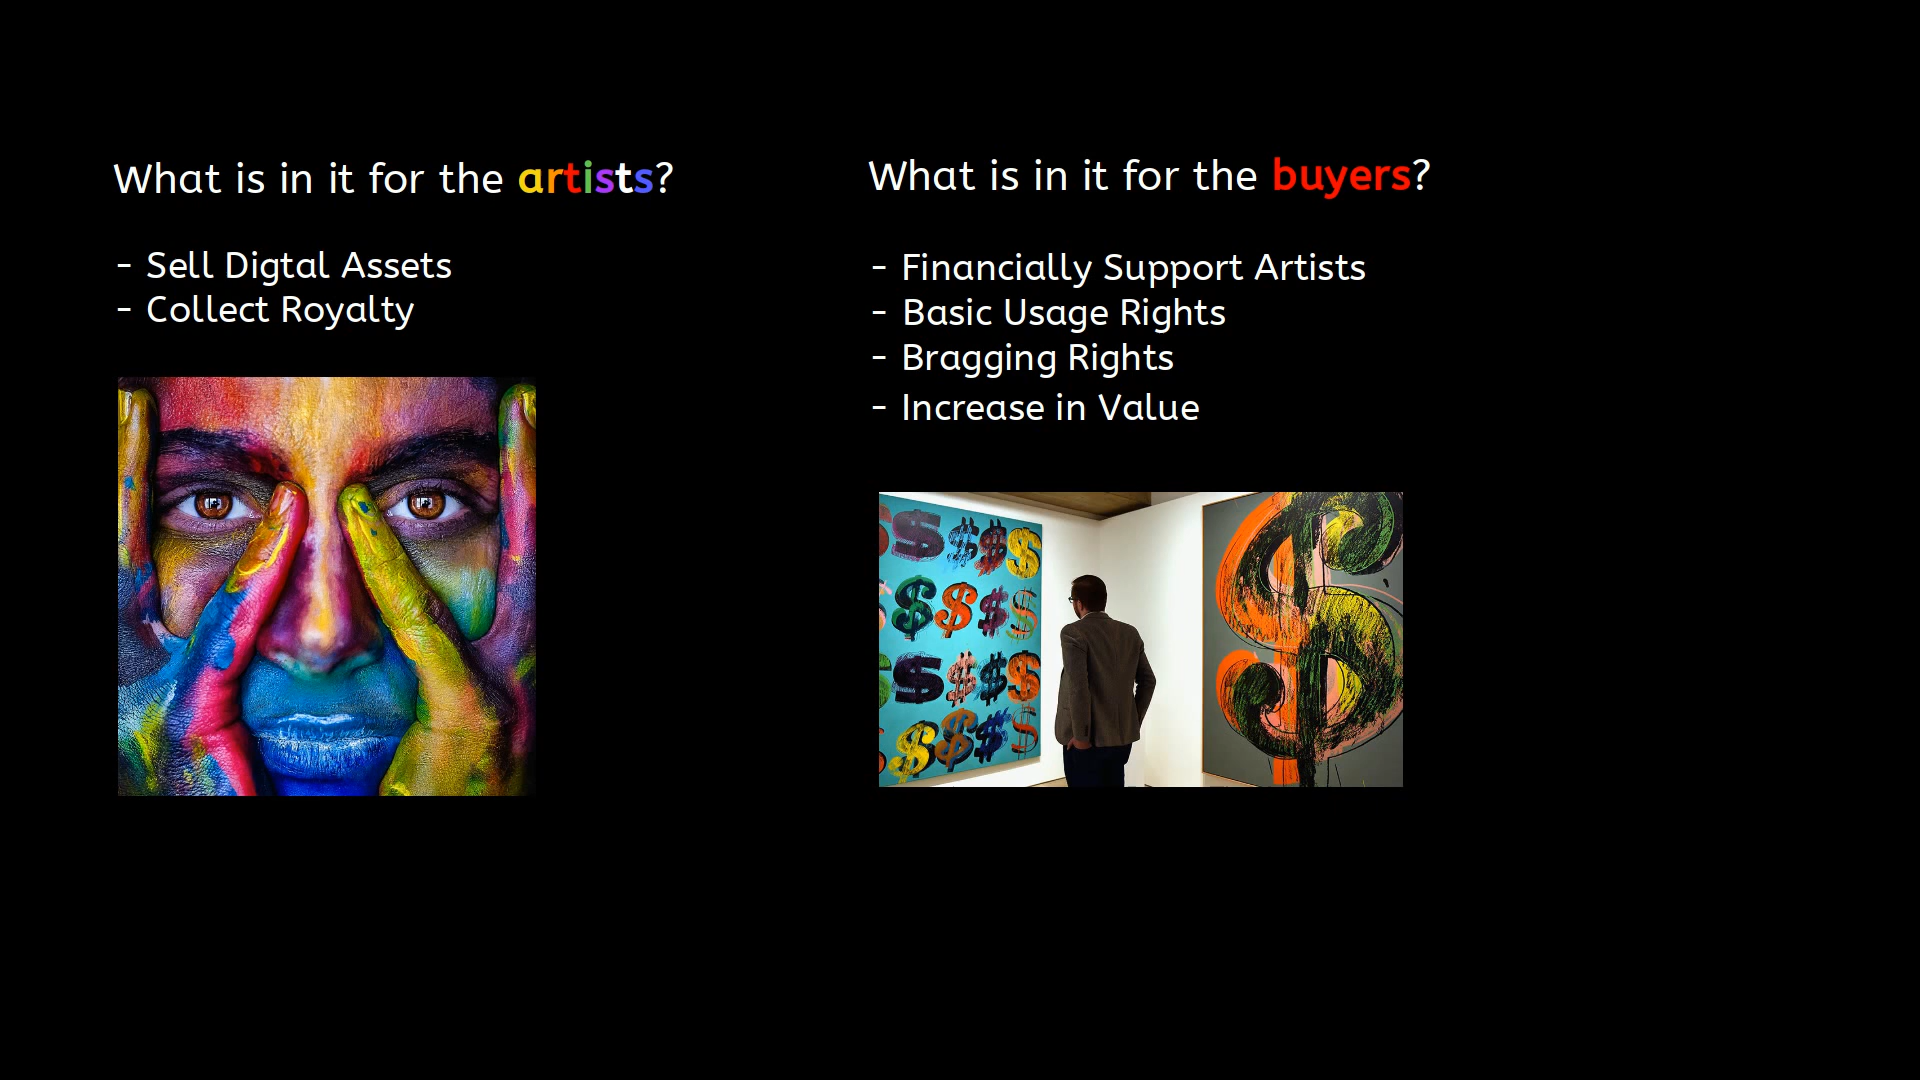 What is in it for the artists?
- Sell Digtal Assets
- Collect Royalty
What is in it for the buyers?
- Financially Support Artists
- Basic Usage Rights
- Bragging Rights
- Increase in Value